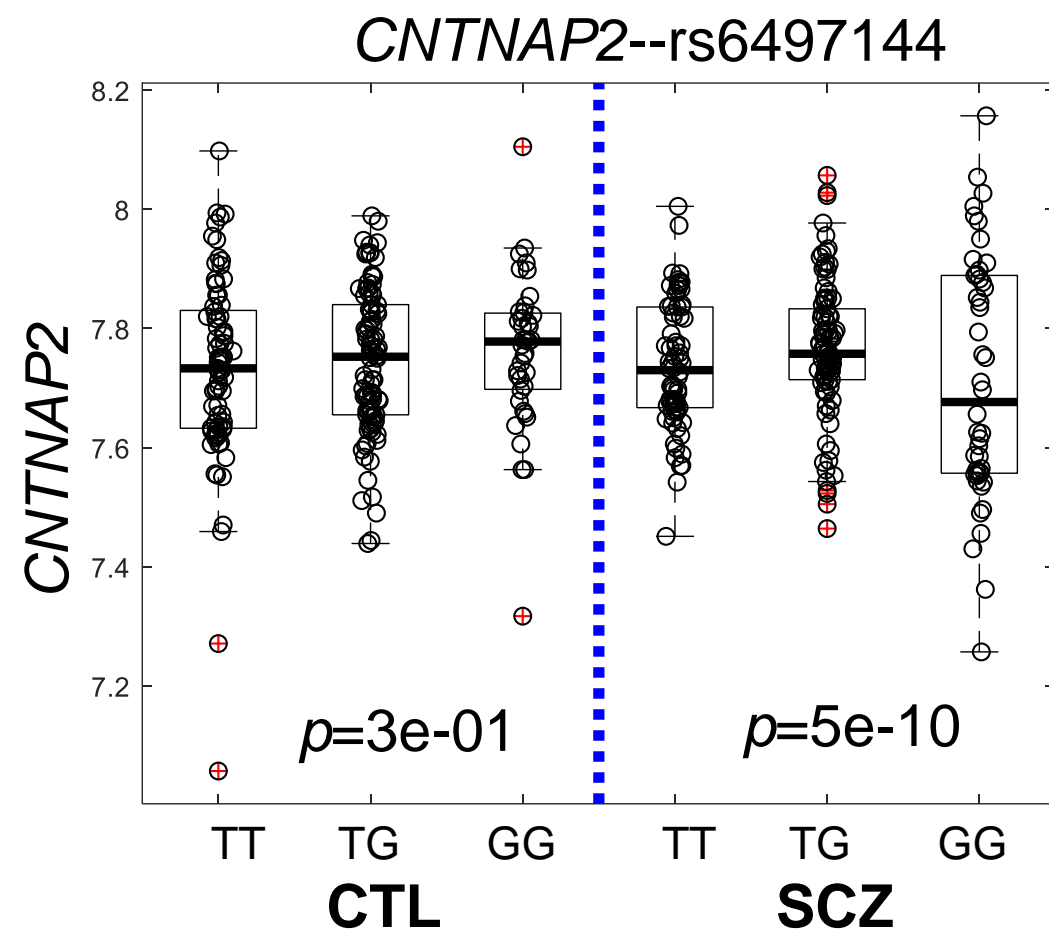 CNTNAP2--rs6497144
CNTNAP2
8.2
8
7.8
7.6
7.4
7.2
p=3e-01
p=5e-10
TT TG GG TT TG GG
CTL SCZ